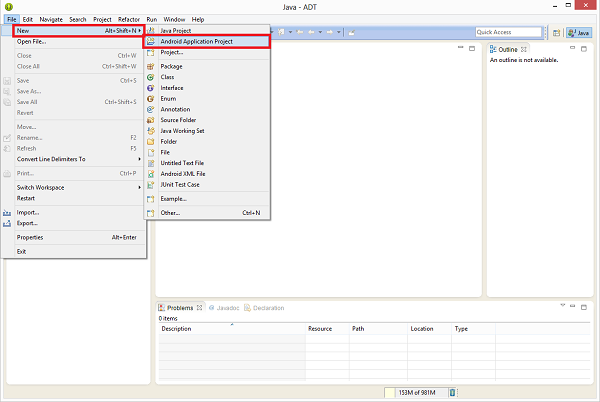 Java - ADT
File Edit Navigate Search Project Refactor Run Window Help
New Alt+Shift+N
Open File...
Close Ctrl+W
Close All Ctrl+Shift+W
Save Ctrl+S
Save As...
Save All Ctrl+Shift+S
Revert
Move...
Rename... F2
Refresh F5
Convert Line Delimiters To
Print... Ctrl+P
Switch Workspace
Restart
Import...
Export...
Properties Alt+Enter
Exit
Java Project
Android Application Project
Project...
Package
Class
Interface
Enum
Annotation
Source Folder
Java Working Set
Folder
File
Untitled Text File
Android XML File
JUnit Test Case
Example...
Other... Ctrl+N
Quick Access
Java
Outline
An outline is not available.
Problems Javadoc Declaration
0 items
Description Resource Path Location Type
153M of 981M